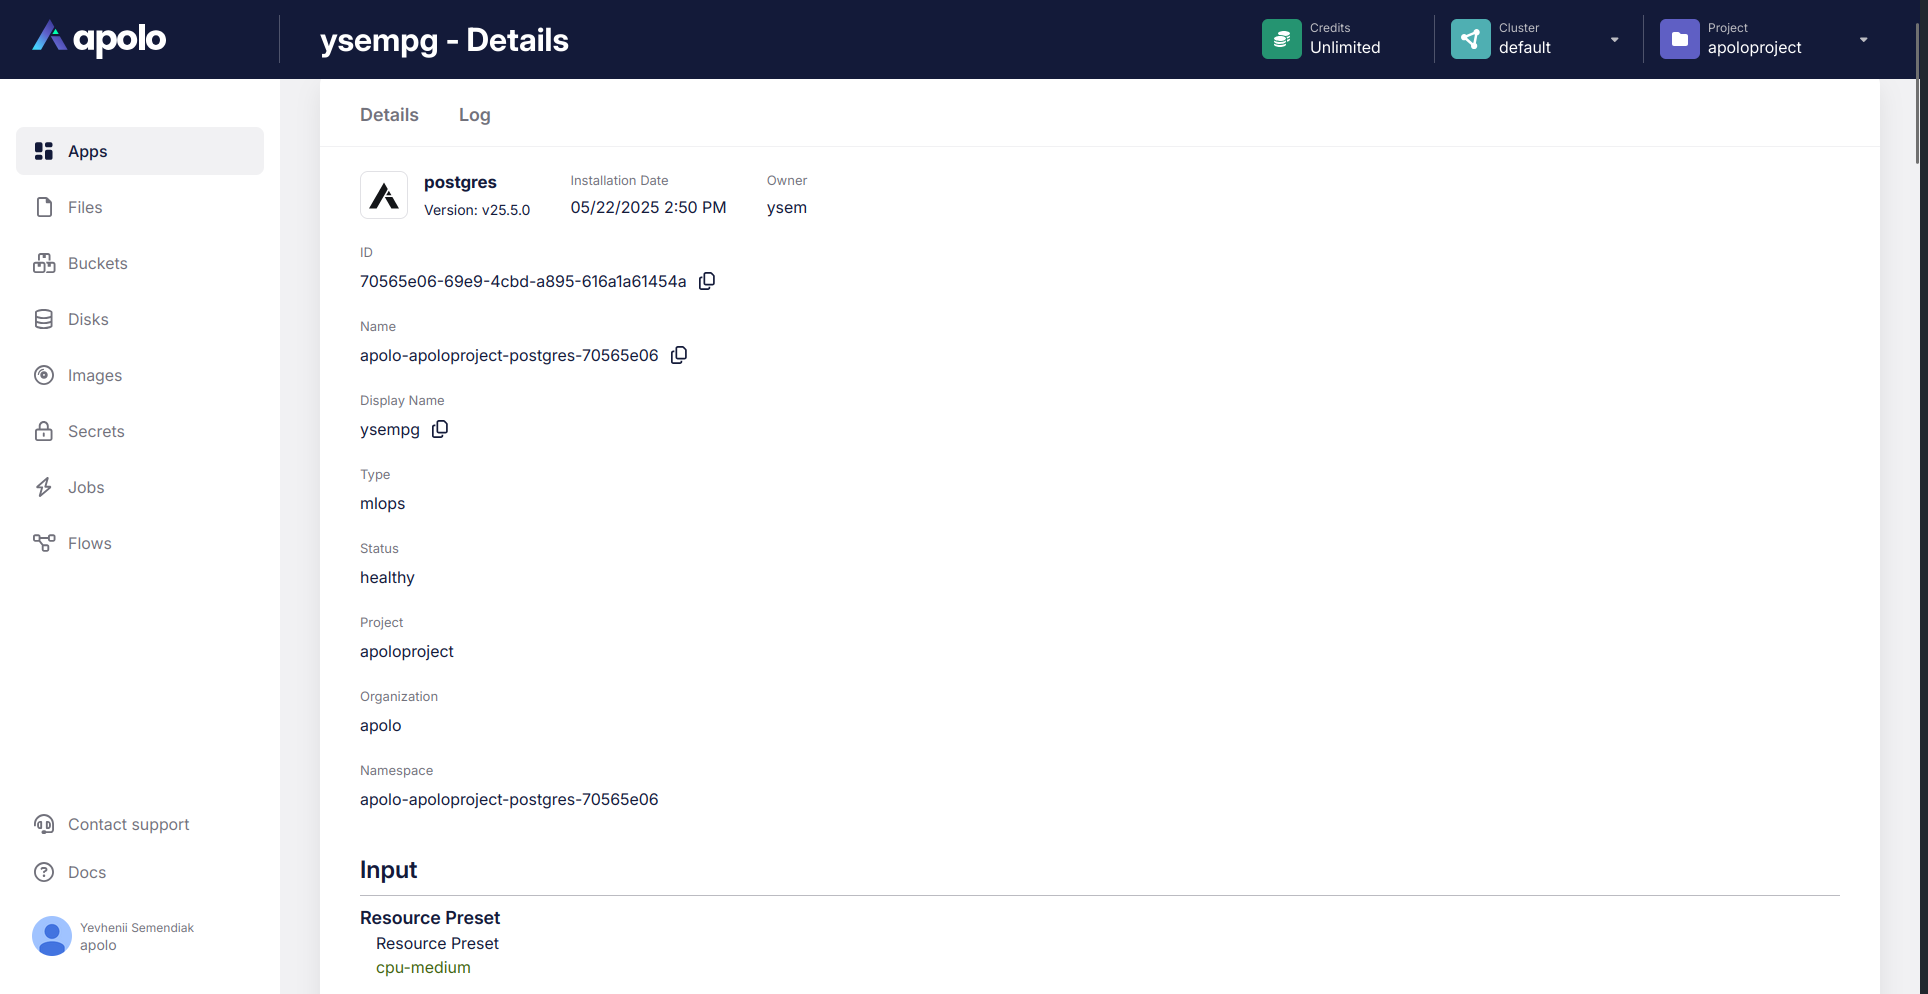 apolo
ysempg - Details
Credits
Unlimited
Cluster
default
Project
apoloproject
Apps
Files
Buckets
Disks
Images
Secrets
Jobs
Flows
Contact support
Docs
Yevhenii Semendiak
apolo
Details
Log
postgres
Version: v25.5.0
Installation Date
05/22/2025 2:50 PM
Owner
ysem
ID
70565e06-69e9-4cbd-a895-616a1a61454a
Name
apolo-apoloproject-postgres-70565e06
Display Name
ysempg
Type
mlops
Status
healthy
Project
apoloproject
Organization
apolo
Namespace
apolo-apoloproject-postgres-70565e06
Input
Resource Preset
Resource Preset
cpu-medium